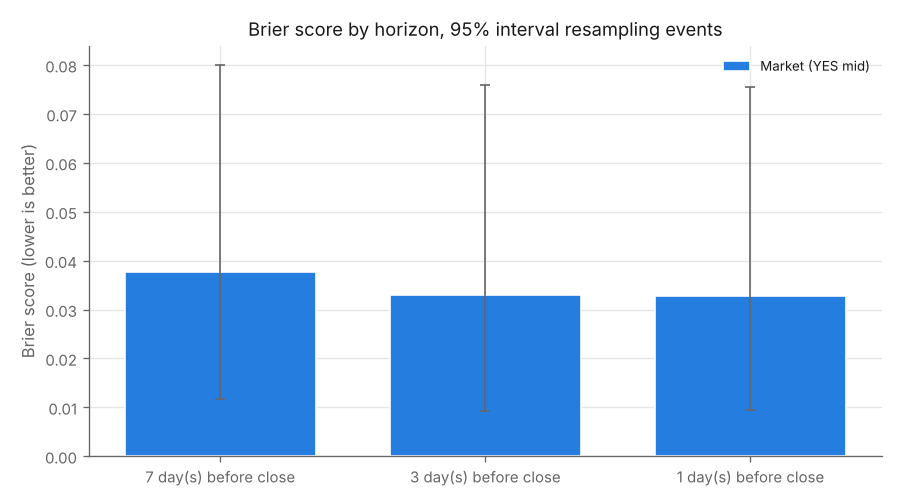 Brier score by horizon, 95% interval resampling events
Market (YES mid)
Brier score (lower is better)
0.08
0.07
0.06
0.05
0.04
0.03
0.02
0.01
0.00
7 day(s) before close
3 day(s) before close
1 day(s) before close